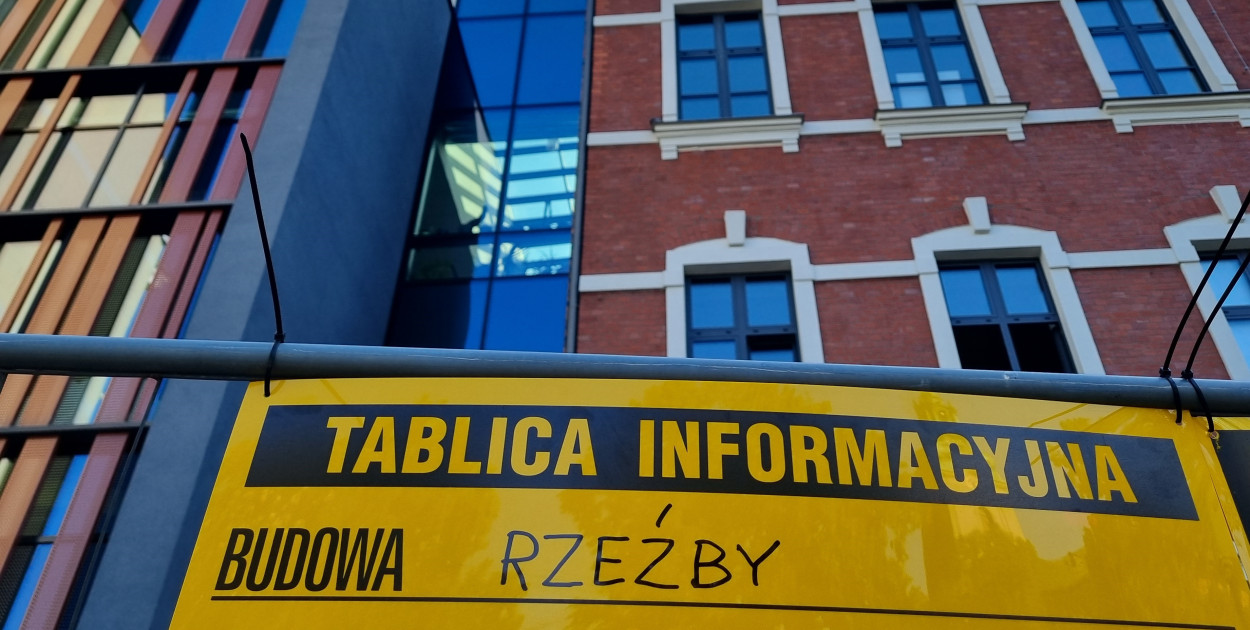 TABLICA INFORMACYJNA
BUDOWA RZEŹBY